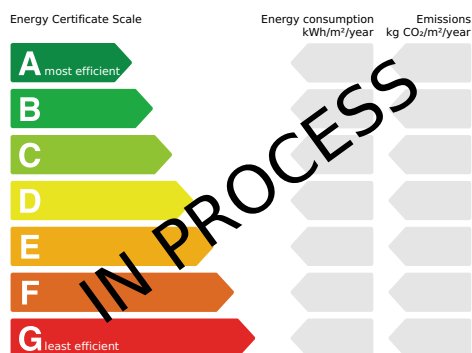 Energy Certificate Scale
Energy consumption
kWh/m²/year
Emissions
kg CO₂/m²/year
A most efficient
B
C
D
E
F
G least efficient
IN PROCESS